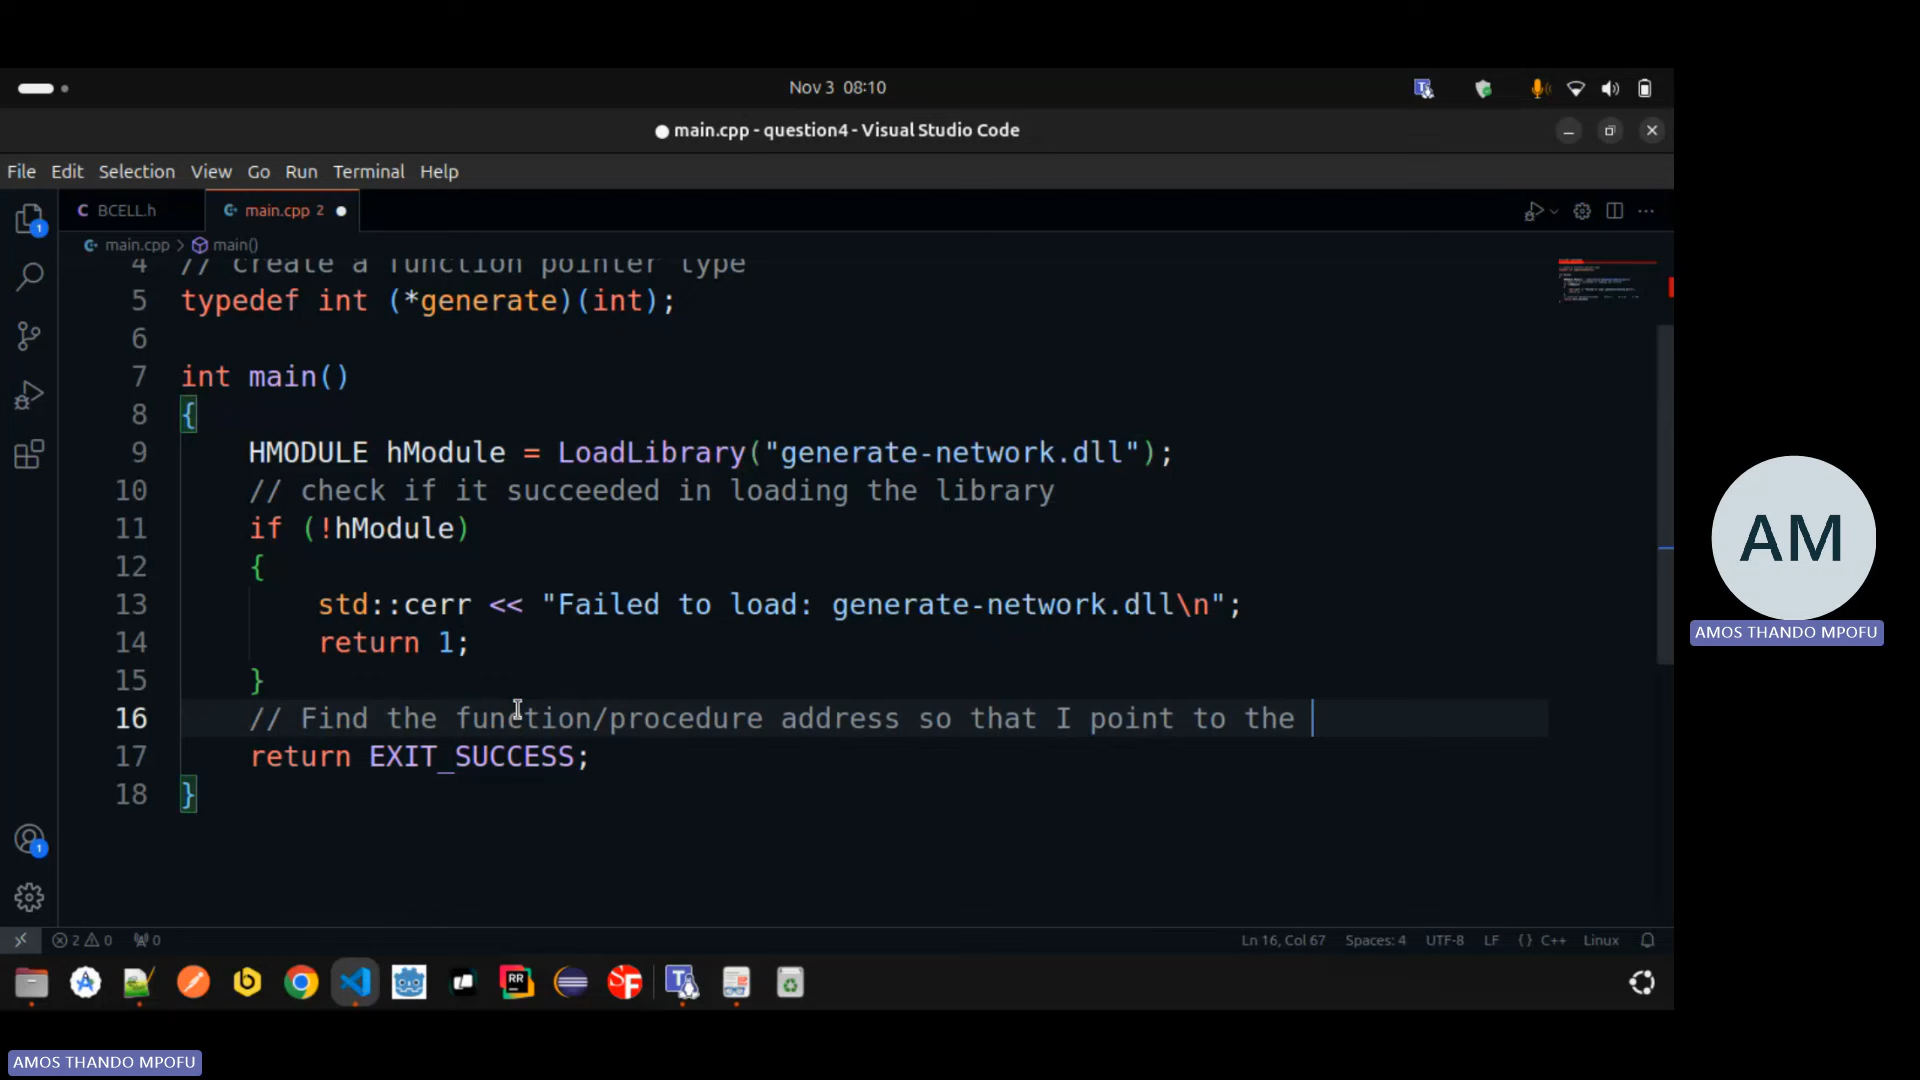 Nov 3 08:10
main.cpp - question4 - Visual Studio Code
File Edit Selection View Go Run Terminal Help
C BCELL.h main.cpp 2
main.cpp > main()
4 // create a function pointer type
5 typedef int (*generate)(int);
6
7 int main()
8 {
9 HMODULE hModule = LoadLibrary("generate-network.dll");
10 // check if it succeeded in loading the library
11 if (!hModule)
12 {
13 std::cerr << "Failed to load: generate-network.dll\n";
14 return 1;
15 }
16 // Find the function/procedure address so that I point to the
17 return EXIT_SUCCESS;
18 }
AM
AMOS THANDO MPOFU
1
1
2 0 0 Ln 16, Col 67 Spaces: 4 UTF-8 LF {} C++ Linux
RR
SF
T
AMOS THANDO MPOFU